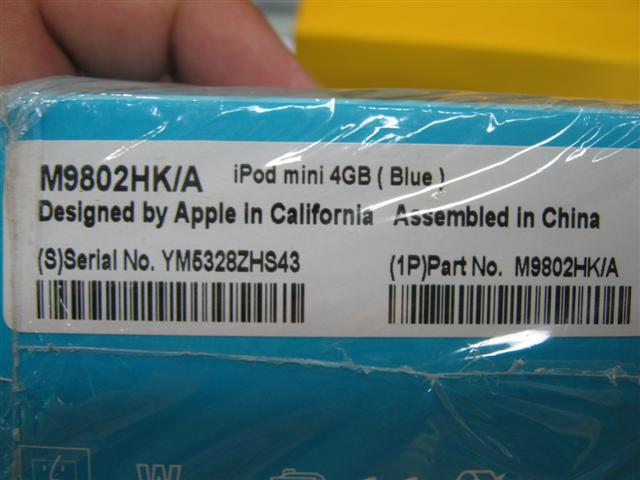 M9802HK/A iPod mini 4GB ( Blue )
Designed by Apple in California Assembled in China
(S)Serial No. YM5328ZHS43 (1P)Part No. M9802HK/A
W